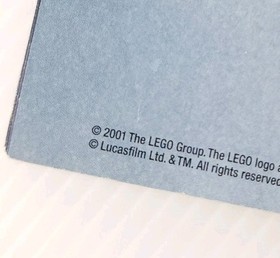 © 2001 The LEGO Group. The LEGO logo
© Lucasfilm Ltd. & TM. All rights reserved